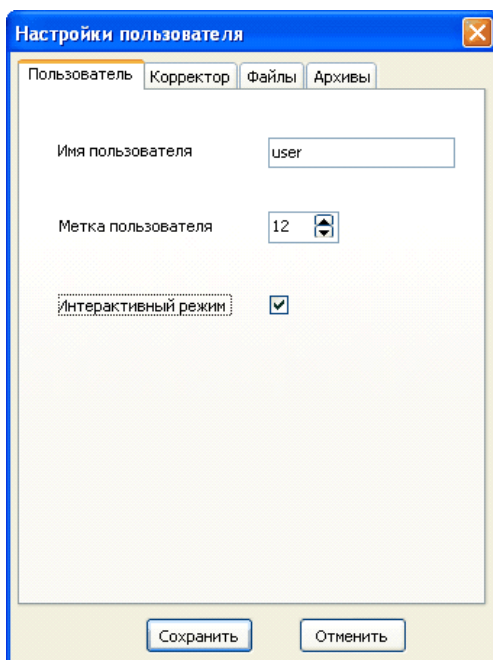 Настройки пользователя
Пользователь Корректор Файлы Архивы
Имя пользователя user
Метка пользователя 12
Интерактивный режим
Сохранить Отменить